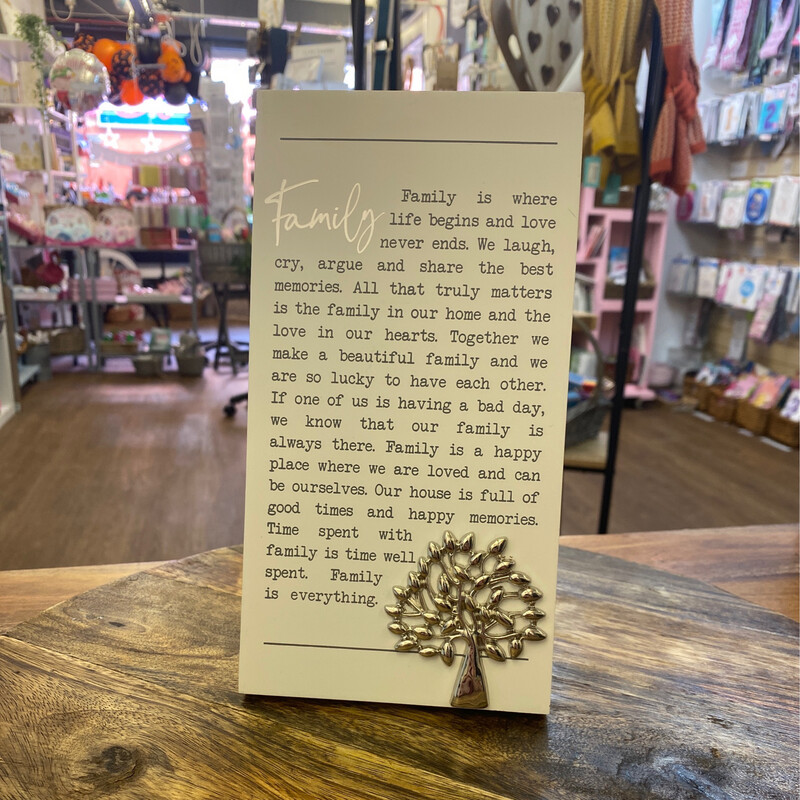 Family
Family is where
life begins and love
never ends. We laugh,
cry, argue and share the best
memories. All that truly matters
is the family in our home and the
love in our hearts. Together we
make a beautiful family and we
are so lucky to have each other.
If one of us is having a bad day,
we know that our family is
always there. Family is a happy
place where we are loved and can
be ourselves. Our house is full of
good times and happy memories.
Time spent with
family is time well
spent. Family
is everything.